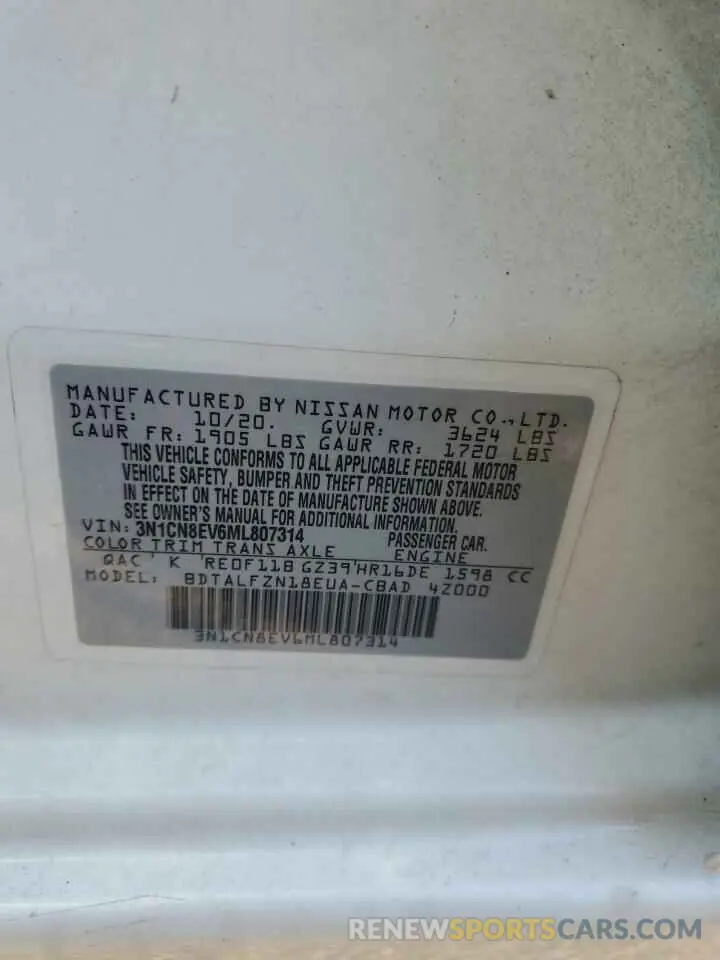 MANUFACTURED BY NISSAN MOTOR CO., LTD.
DATE: 10/20. GVWR: 3624 LBS
GAWR FR: 1905 LBS GAWR RR: 1720 LBS
THIS VEHICLE CONFORMS TO ALL APPLICABLE FEDERAL MOTOR
VEHICLE SAFETY, BUMPER AND THEFT PREVENTION STANDARDS
IN EFFECT ON THE DATE OF MANUFACTURE SHOWN ABOVE.
SEE OWNER'S MANUAL FOR ADDITIONAL INFORMATION.
VIN: 3N1CN8EV6ML807314 PASSENGER CAR.
COLOR TRIM TRANS AXLE ENGINE
QAC K RE0F11B GZ39 HR16DE 1598 CC
MODEL: BDTALFZN18EUA-CBAD 4Z000
3N1CN8EV6ML807314
RENEWSPORTSCARS.COM